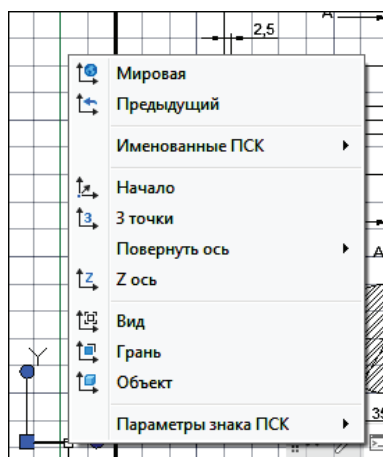 A
2,5
Мировая
Предыдущий
Именованные ПСК
Начало
3 точки
Повернуть ось
Z ось
A
Вид
Грань
Объект
Y
Параметры знака ПСК